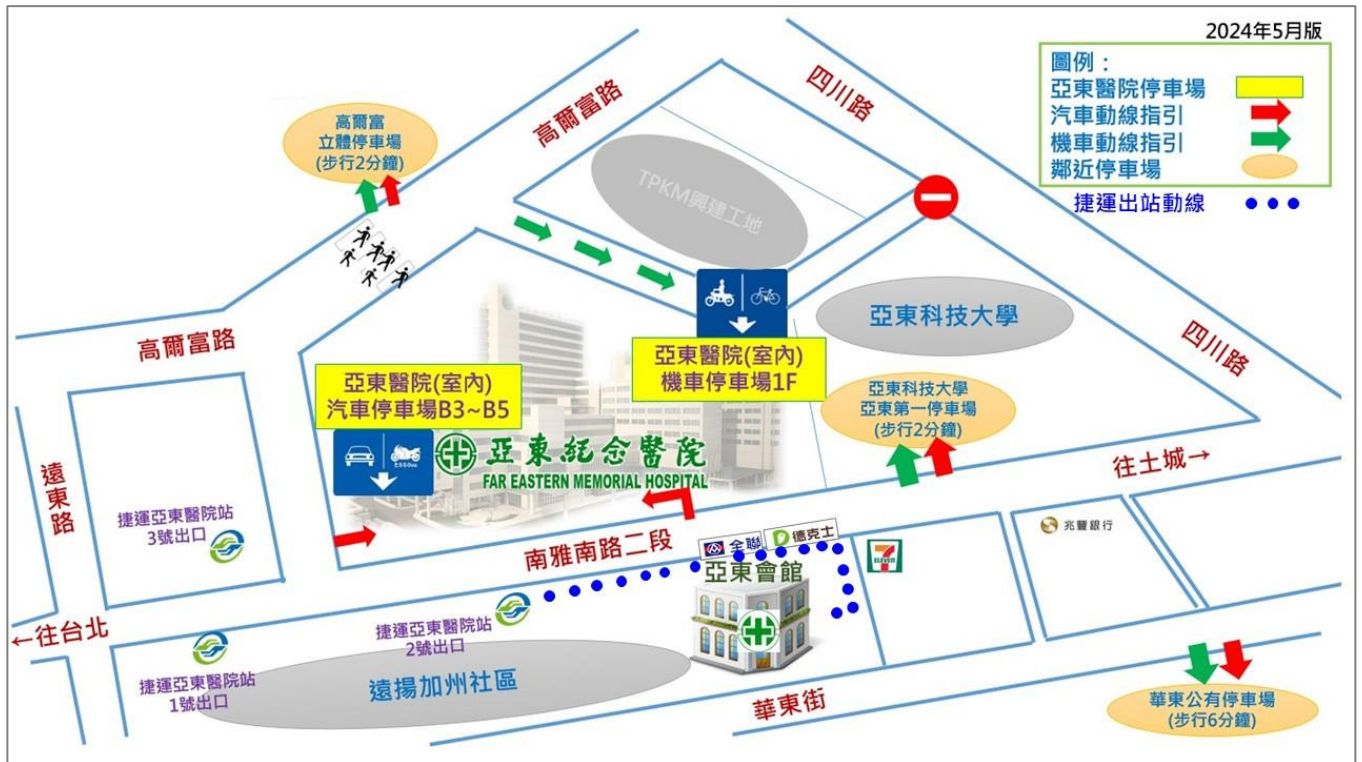 2024年5月版
圖例：
亞東醫院停車場
汽車動線指引
機車動線指引
鄰近停車場
捷運出站動線
四川路
高爾富路
高爾富
立體停車場
(步行2分鐘)
TPKM興建工地
亞東科技大學
四川路
高爾富路
亞東醫院(室內)
機車停車場1F
亞東醫院(室內)
汽車停車場B3~B5
亞東科技大學
亞東第一停車場
(步行2分鐘)
亞東紀念醫院
FAR EASTERN MEMORIAL HOSPITAL
往土城→
遠東路
捷運亞東醫院站
3號出口
南雅南路二段
全聯
德克士
亞東會館
7
ELEVEN
兆豐銀行
←往台北
捷運亞東醫院站
2號出口
捷運亞東醫院站
1號出口
遠揚加州社區
華東街
華東公有停車場
(步行6分鐘)